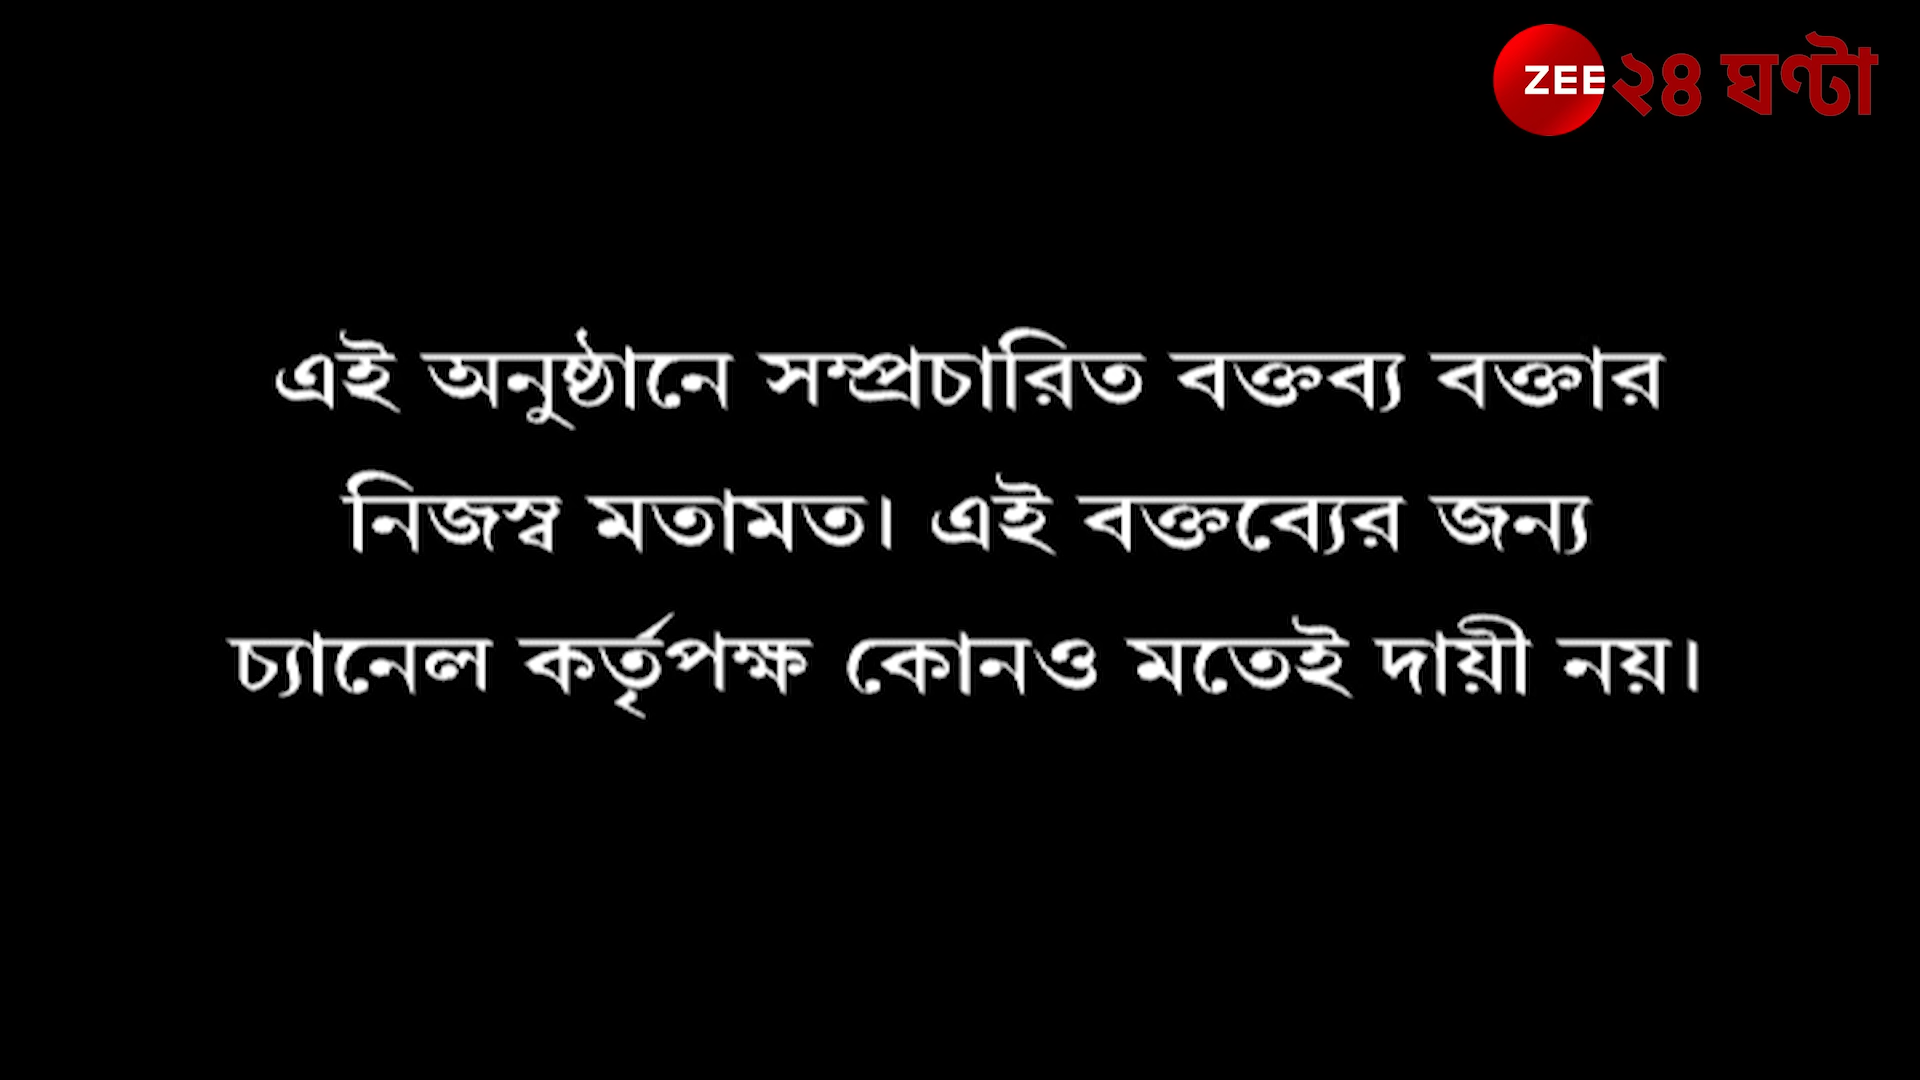 ZEE ২৪ ঘণ্টা
এই অনুষ্ঠানে সম্প্রচারিত বক্তব্য বক্তার
নিজস্ব মতামত। এই বক্তব্যের জন্য
চ্যানেল কর্তৃপক্ষ কোনও মতেই দায়ী নয়।